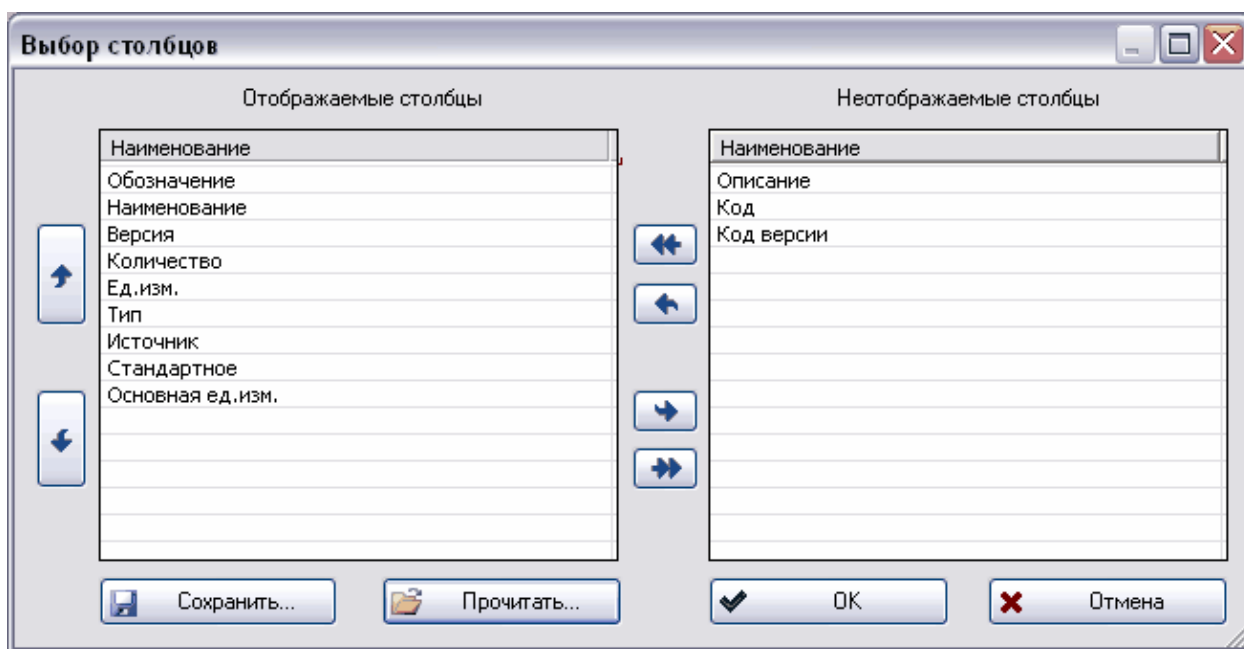 Выбор столбцов
Отображаемые столбцы
Неотображаемые столбцы
Наименование
Обозначение
Наименование
Версия
Количество
Ед.изм.
Тип
Источник
Стандартное
Основная ед.изм.
Наименование
Описание
Код
Код версии
Сохранить...
Прочитать...
OK
Отмена